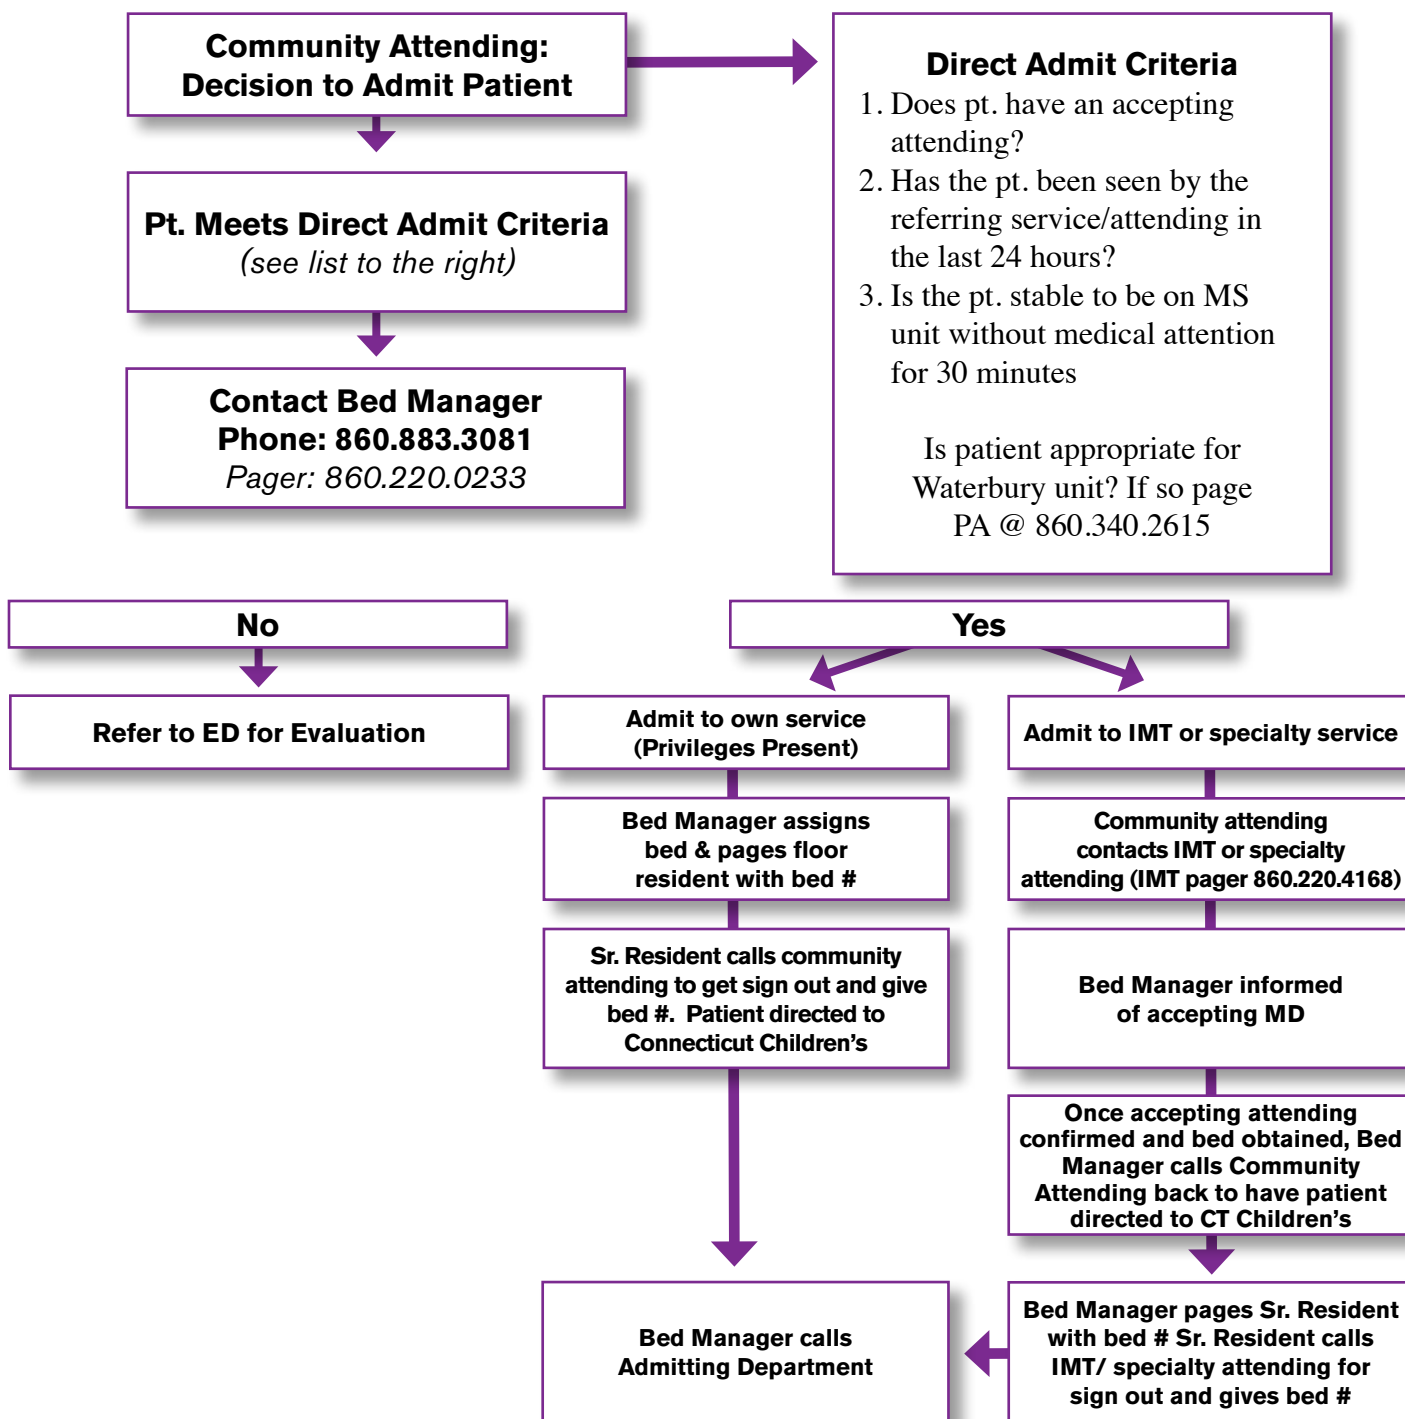 Community Attending:
Decision to Admit Patient
Pt. Meets Direct Admit Criteria
(see list to the right)
Contact Bed Manager
Phone: 860.883.3081
Pager: 860.220.0233
Direct Admit Criteria
1. Does pt. have an accepting
attending?
2. Has the pt. been seen by the
referring service/attending in
the last 24 hours?
3. Is the pt. stable to be on MS
unit without medical attention
for 30 minutes
Is patient appropriate for
Waterbury unit? If so page
PA @ 860.340.2615
No
Refer to ED for Evaluation
Yes
Admit to own service
(Privileges Present)
Bed Manager assigns
bed & pages floor
resident with bed #
Sr. Resident calls community
attending to get sign out and give
bed #. Patient directed to
Connecticut Children's
Admit to IMT or specialty service
Community attending
contacts IMT or specialty
attending (IMT pager 860.220.4168)
Bed Manager informed
of accepting MD
Once accepting attending
confirmed and bed obtained, Bed
Manager calls Community
Attending back to have patient
directed to CT Children's
Bed Manager pages Sr. Resident
with bed # Sr. Resident calls
IMT/ specialty attending for
sign out and gives bed #
Bed Manager calls
Admitting Department